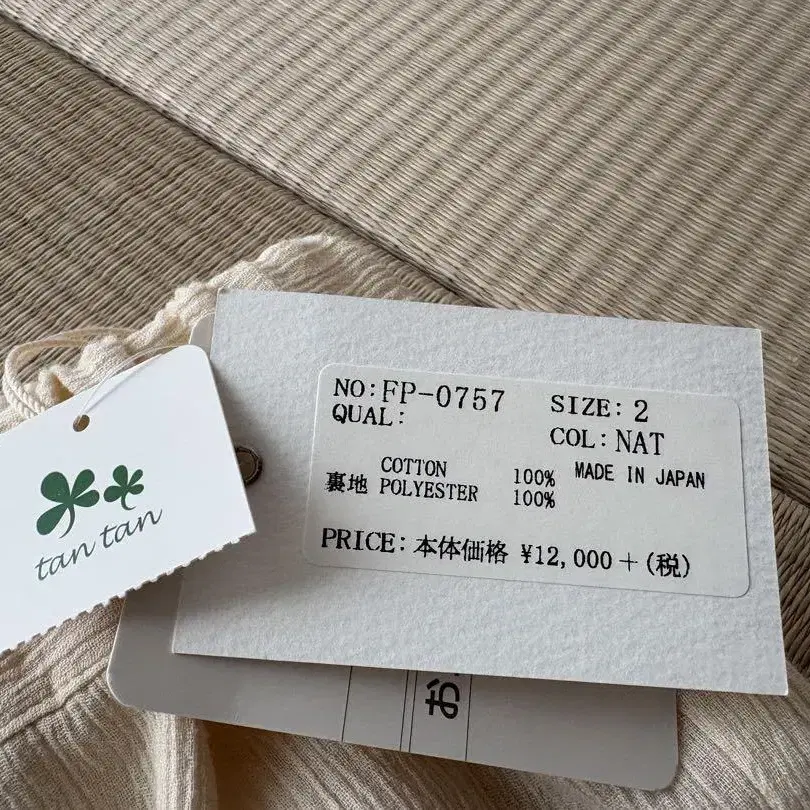 NO:FP-0757 SIZE:2
QUAL:
COL:NAT
COTTON 100% MADE IN JAPAN
裏地 POLYESTER 100%
PRICE:本体価格 ¥12,000+(税)
tan tan
お